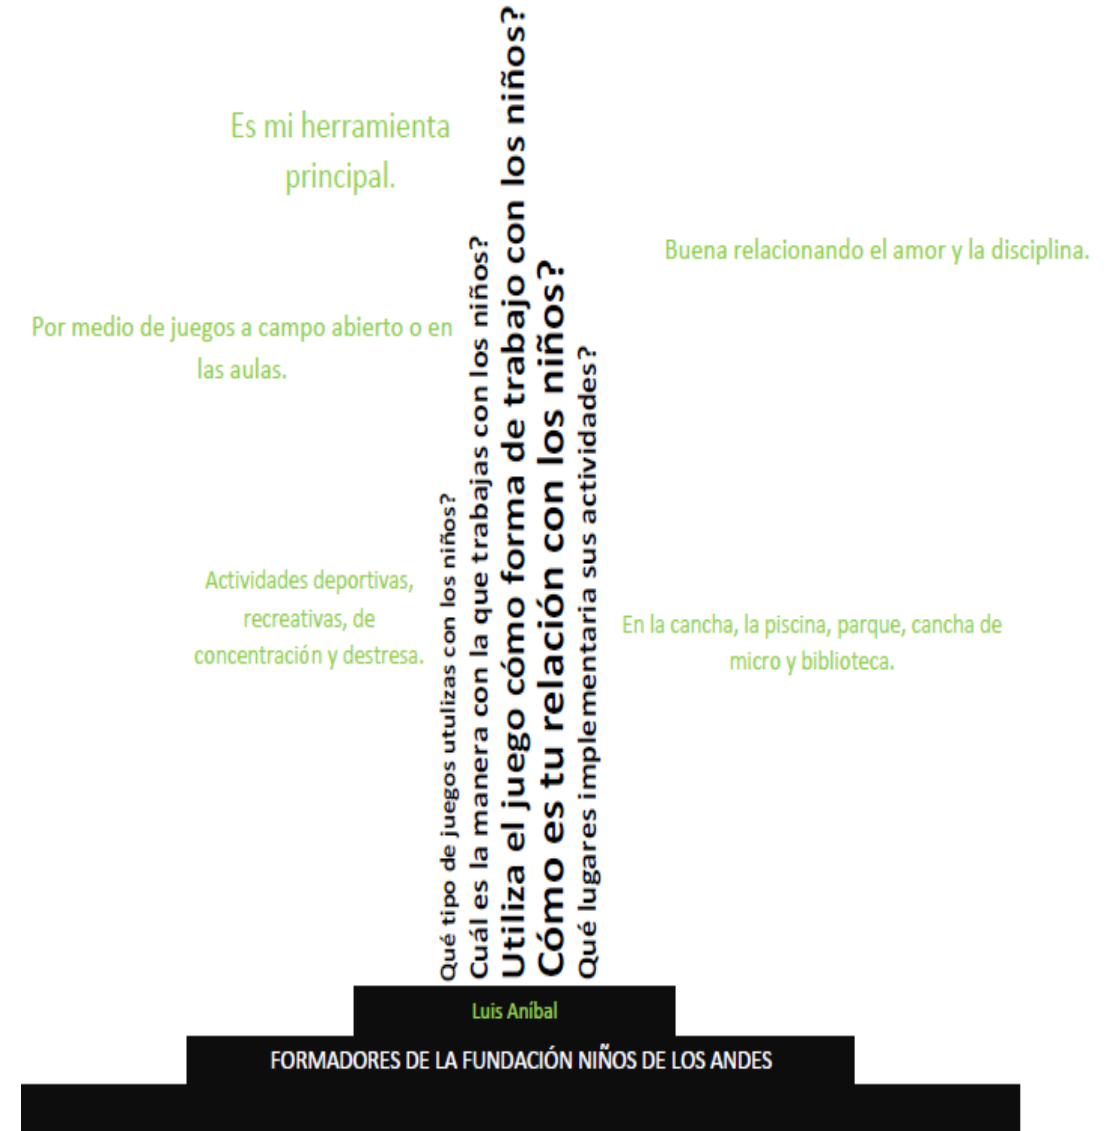 Es mi herramienta
principal.
Por medio de juegos a campo abierto o en
las aulas.
Actividades deportivas,
recreativas, de
concentración y destresa.
Qué tipo de juegos utulizas con los niños?
Cuál es la manera con la que trabajas con los niños?
Utiliza el juego cómo forma de trabajo con los niños?
Cómo es tu relación con los niños?
Qué lugares implementaria sus actividades?
Buena relacionando el amor y la disciplina.
En la cancha, la piscina, parque, cancha de
micro y biblioteca.
Luis Aníbal
FORMADORES DE LA FUNDACIÓN NIÑOS DE LOS ANDES